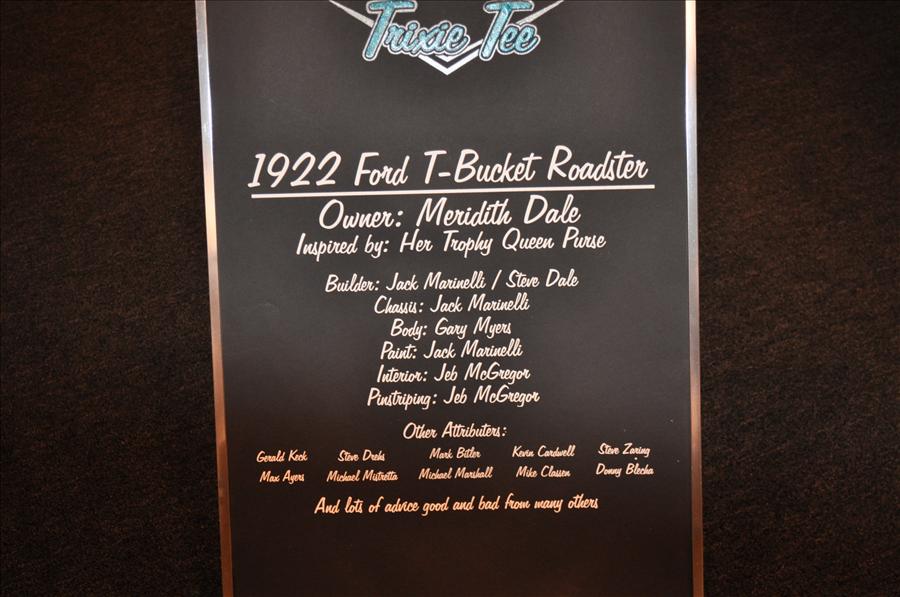 Trixie Tee
1922 Ford T-Bucket Roadster
Owner: Meridith Dale
Inspired by: Her Trophy Queen Purse
Builder: Jack Marinelli / Steve Dale
Chassis: Jack Marinelli
Body: Gary Myers
Paint: Jack Marinelli
Interior: Jeb McGregor
Pinstriping: Jeb McGregor
Other Attributers:
Gerald Keck Steve Drehs Mark Bitler Kevin Cardwell Steve Zaring
Max Ayers Michael Mistretta Michael Marshall Mike Classen Donny Blecha
And lots of advice good and bad from many others